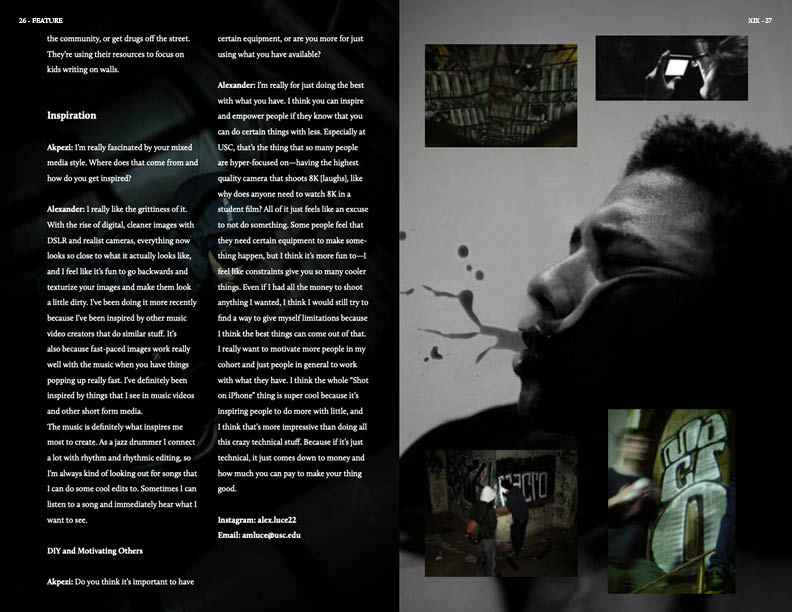 26 - FEATURE
XIX - 27
the community, or get drugs off the street.
They're using their resources to focus on
kids writing on walls.
Inspiration
Akpezi: I'm really fascinated by your mixed
media style. Where does that come from and
how do you get inspired?
Alexander: I really like the grittiness of it.
With the rise of digital, cleaner images with
DSLR and realist cameras, everything now
looks so close to what it actually looks like,
and I feel like it's fun to go backwards and
texturize your images and make them look
a little dirty. I've been doing it more recently
because I've been inspired by other music
video creators that do similar stuff. It's
also because fast-paced images work really
well with the music when you have things
popping up really fast. I've definitely been
inspired by things that I see in music videos
and other short form media.
The music is definitely what inspires me
most to create. As a jazz drummer I connect
a lot with rhythm and rhythmic editing, so
I'm always kind of looking out for songs that
I can do some cool edits to. Sometimes I can
listen to a song and immediately hear what I
want to see.
DIY and Motivating Others
Akpezi: Do you think it's important to have
certain equipment, or are you more for just
using what you have available?
Alexander: I'm really for just doing the best
with what you have. I think you can inspire
and empower people if they know that you
can do certain things with less. Especially at
USC, that's the thing that so many people
are hyper-focused on—having the highest
quality camera that shoots 8K [laughs], like
why does anyone need to watch 8K in a
student film? All of it just feels like an excuse
to not do something. Some people feel that
they need certain equipment to make some-
thing happen, but I think it's more fun to—I
feel like constraints give you so many cooler
things. Even if I had all the money to shoot
anything I wanted, I think I would still try to
find a way to give myself limitations because
I think the best things can come out of that.
I really want to motivate more people in my
cohort and just people in general to work
with what they have. I think the whole "Shot
on iPhone" thing is super cool because it's
inspiring people to do more with little, and
I think that's more impressive than doing all
this crazy technical stuff. Because if it's just
technical, it just comes down to money and
how much you can pay to make your thing
good.
Instagram: alex.luce22
Email: amluce@usc.edu
MACRO
MACRO